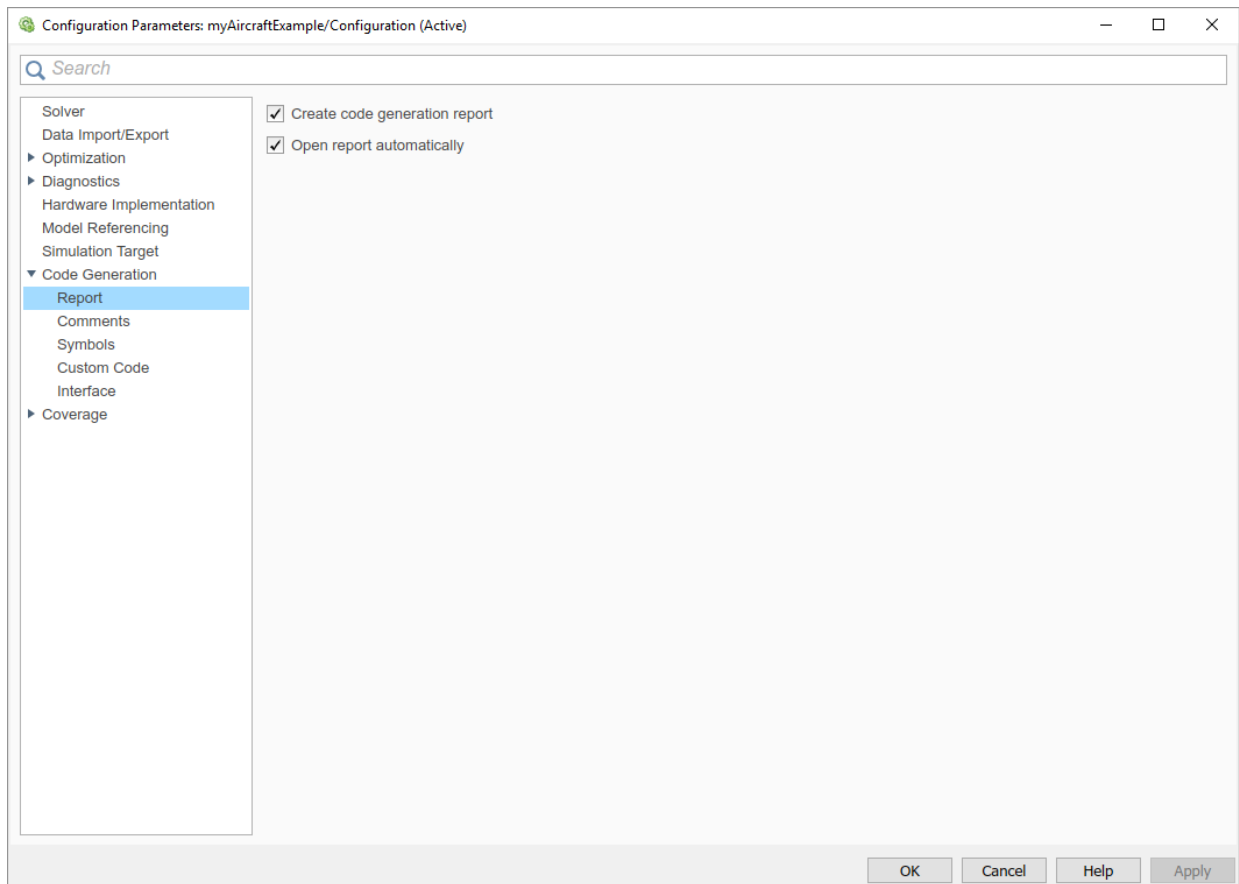 Configuration Parameters: myAircraftExample/Configuration (Active)
Search
Solver
Data Import/Export
Optimization
Diagnostics
Hardware Implementation
Model Referencing
Simulation Target
Code Generation
Report
Comments
Symbols
Custom Code
Interface
Coverage
Create code generation report
Open report automatically
OK
Cancel
Help
Apply